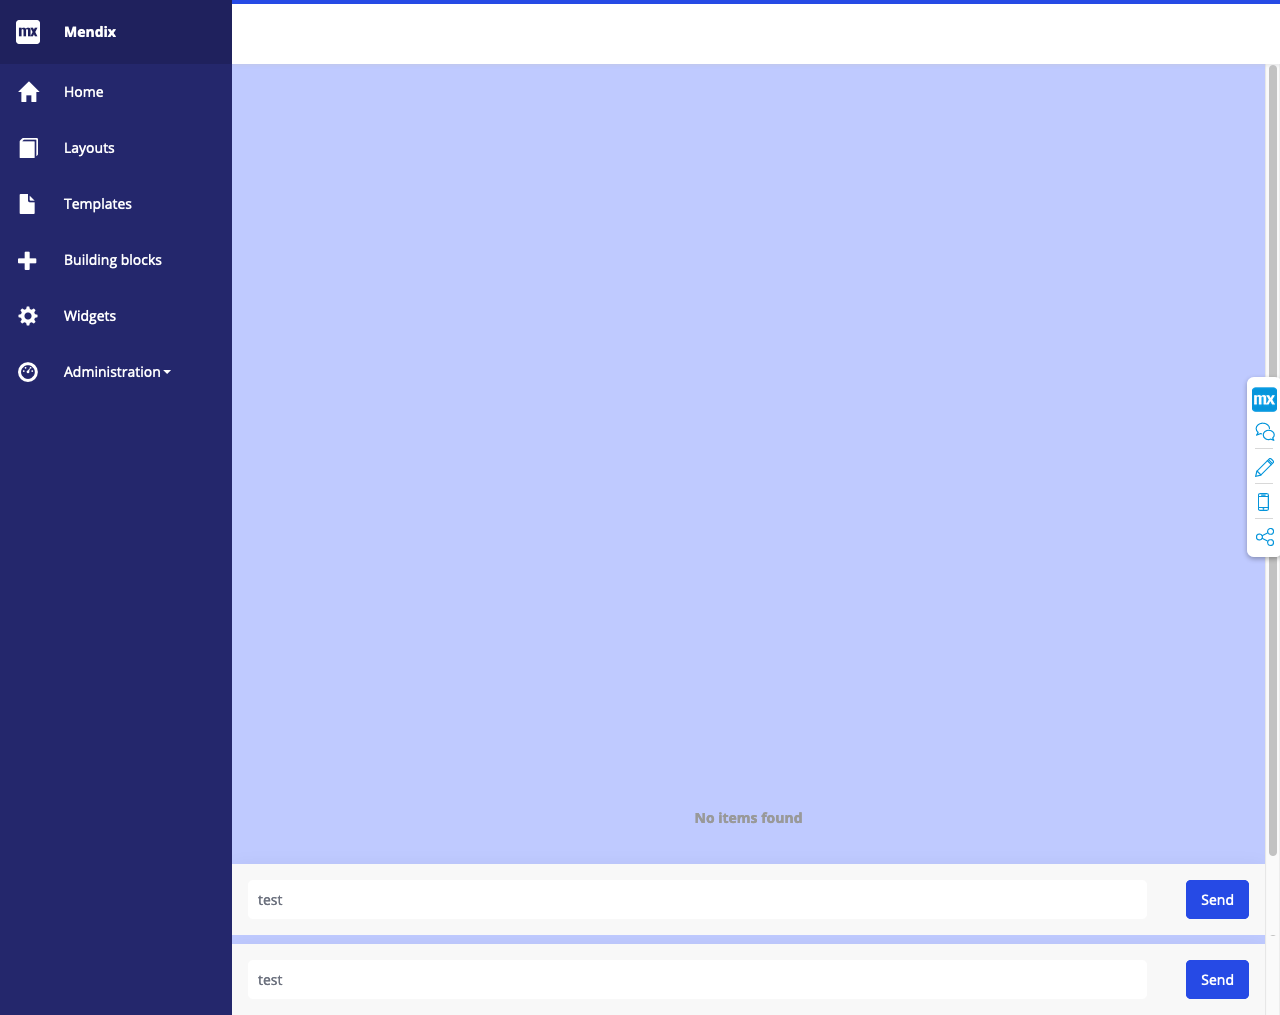 mx Mendix
Home
Layouts
Templates
Building blocks
Widgets
Administration
mx
No items found
test
Send
test
Send